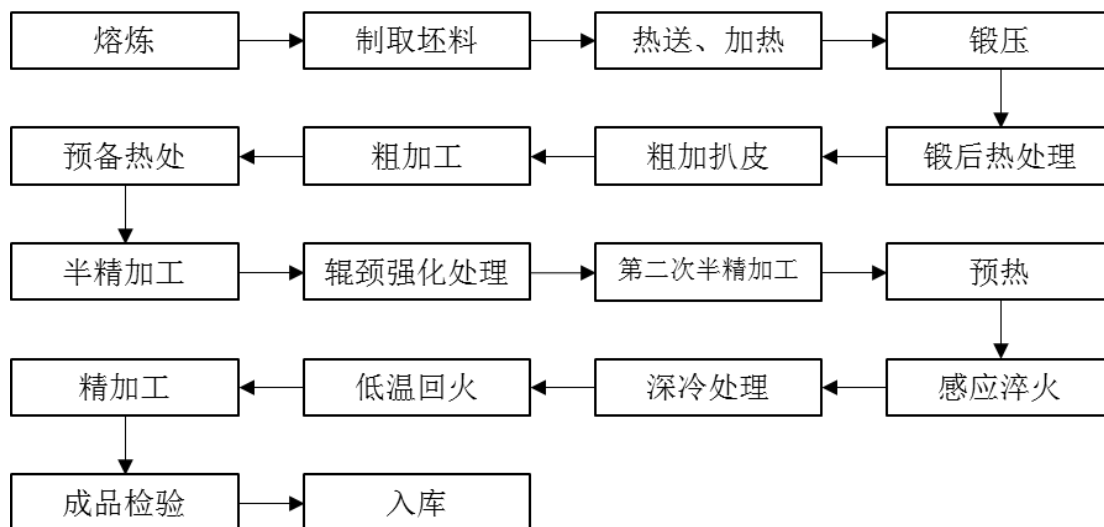 熔炼
制取坯料
热送、加热
锻压
锻后热处理
粗加扒皮
粗加工
预备热处
半精加工
辊颈强化处理
第二次半精加工
预热
感应淬火
深冷处理
低温回火
精加工
成品检验
入库